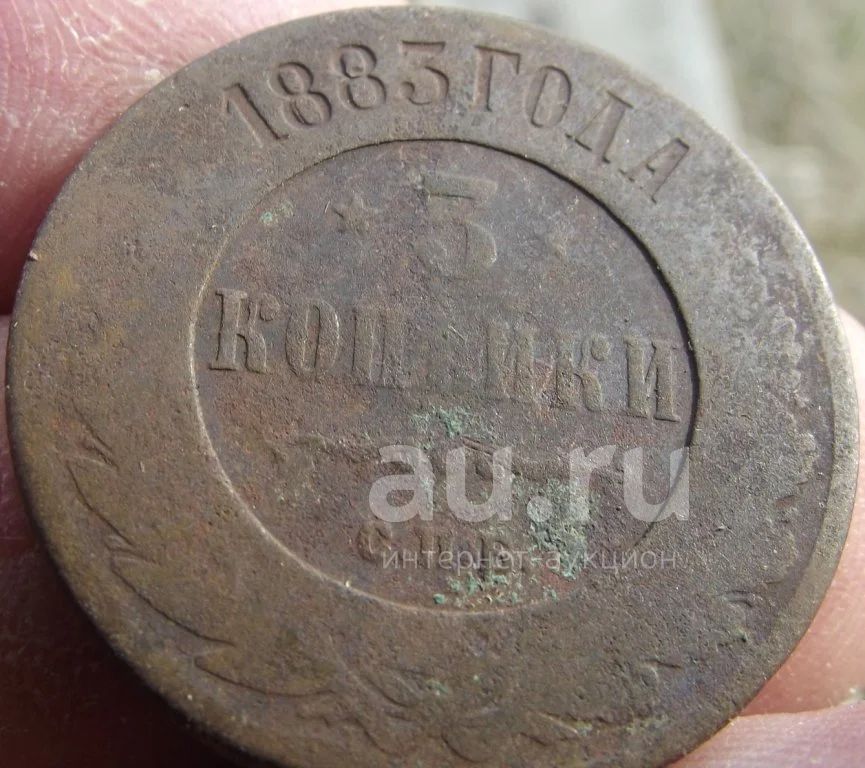 1883 ГОДА
3
КОПѢЙКИ
С.П.Б.
au.ru
интернет-аукцион